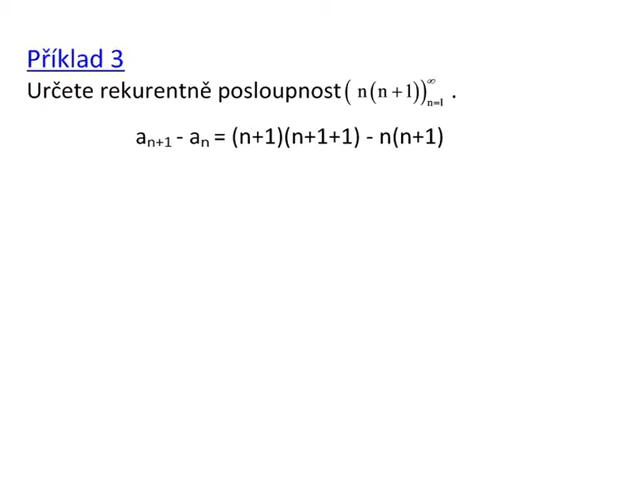 Příklad 3
Určete rekurentně posloupnost ( n ( n + 1 ) )ₙ₌₁^∞ .
aₙ₊₁ - aₙ = (n+1)(n+1+1) - n(n+1)